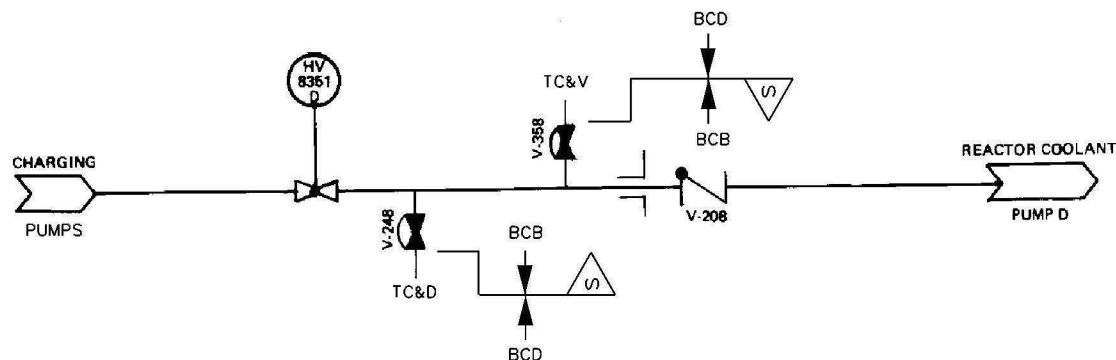 BCD
HV
8351
D
TC&V
S
V-358
BCB
CHARGING
REACTOR COOLANT
PUMPS
V-208
PUMP D
V-248
BCB
S
TC&D
BCD